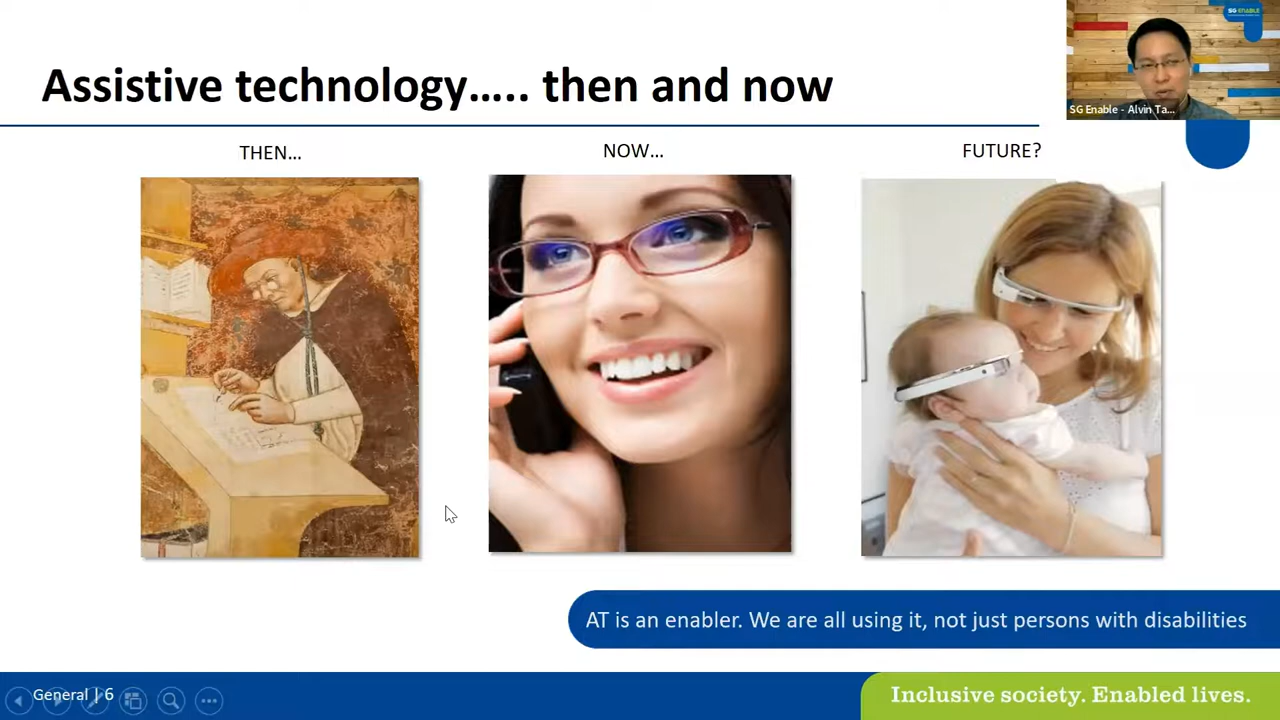 SG ENABLE
SG Enable - Alvin Ta...
Assistive technology..... then and now
THEN...
NOW...
FUTURE?
AT is an enabler. We are all using it, not just persons with disabilities
General | 6
Inclusive society. Enabled lives.